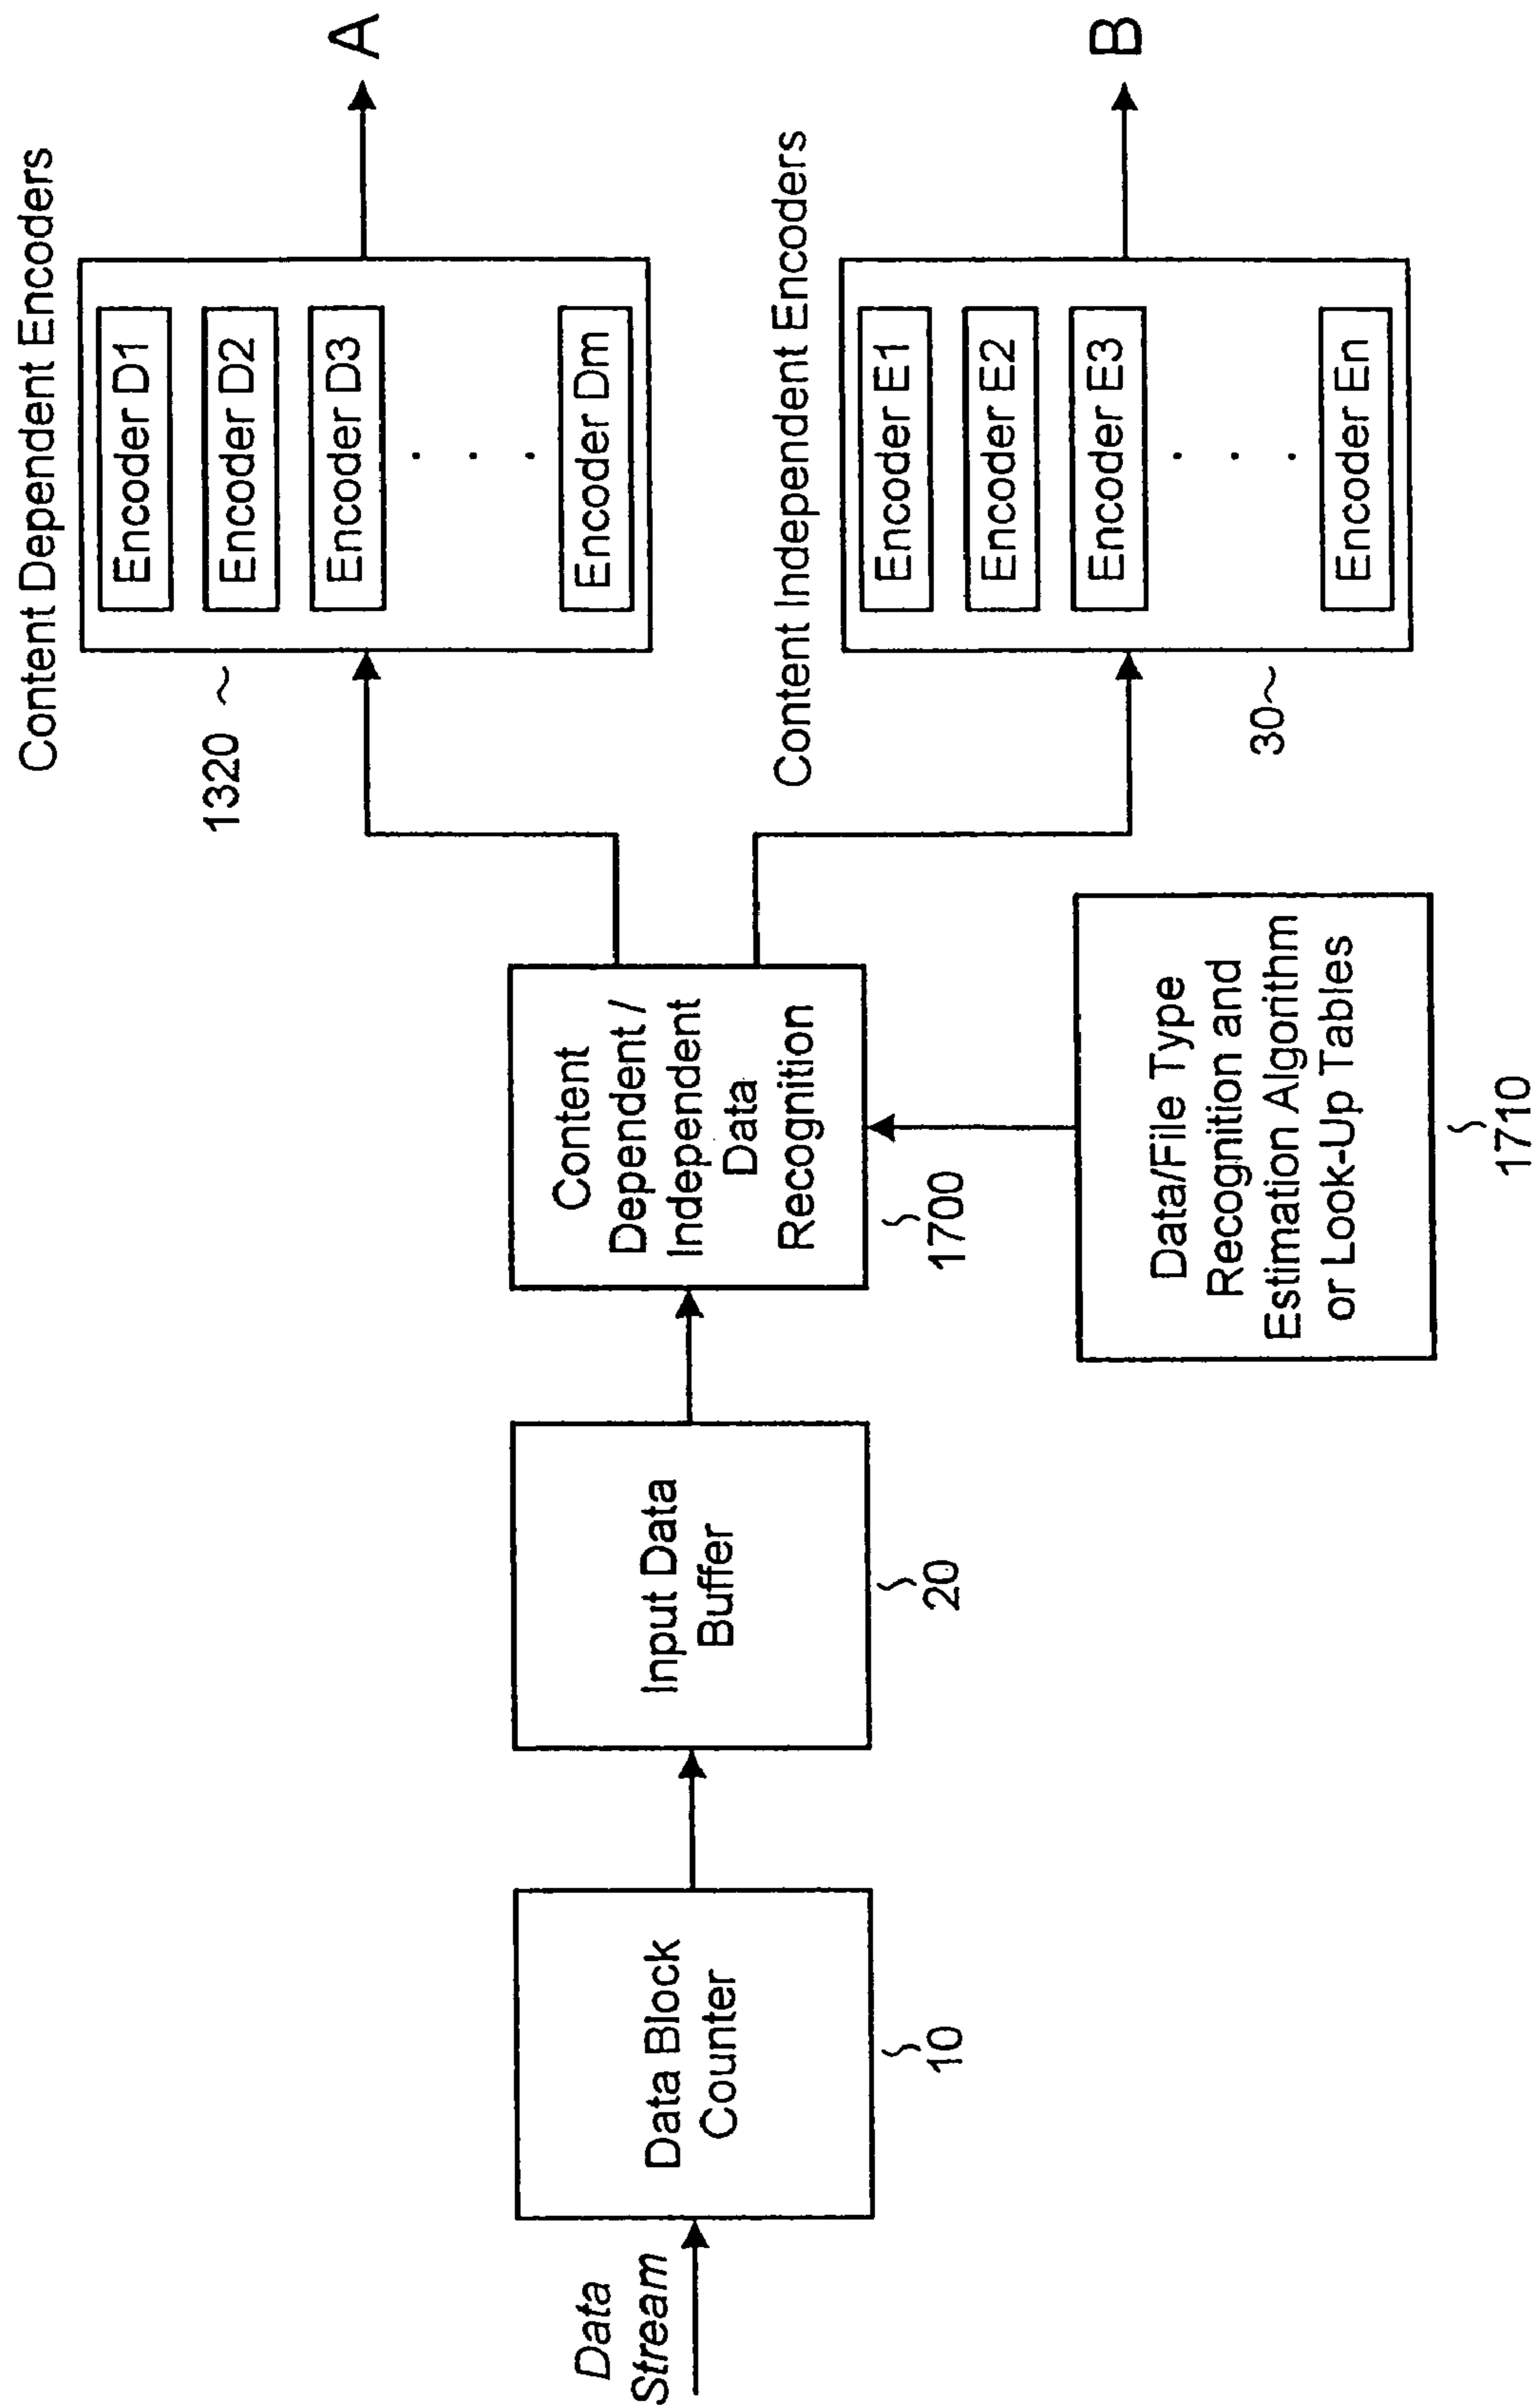 Data
Stream
Data Block
Counter
10
Input Data
Buffer
20
Content
Dependent /
Independent
Data
Recognition
1700
Data/File Type
Recognition and
Estimation Algorithm
or Look-Up Tables
1710
Content Dependent Encoders
1320
Encoder D1
Encoder D2
Encoder D3
. . .
Encoder Dm
A
Content Independent Encoders
30
Encoder E1
Encoder E2
Encoder E3
. . .
Encoder En
B